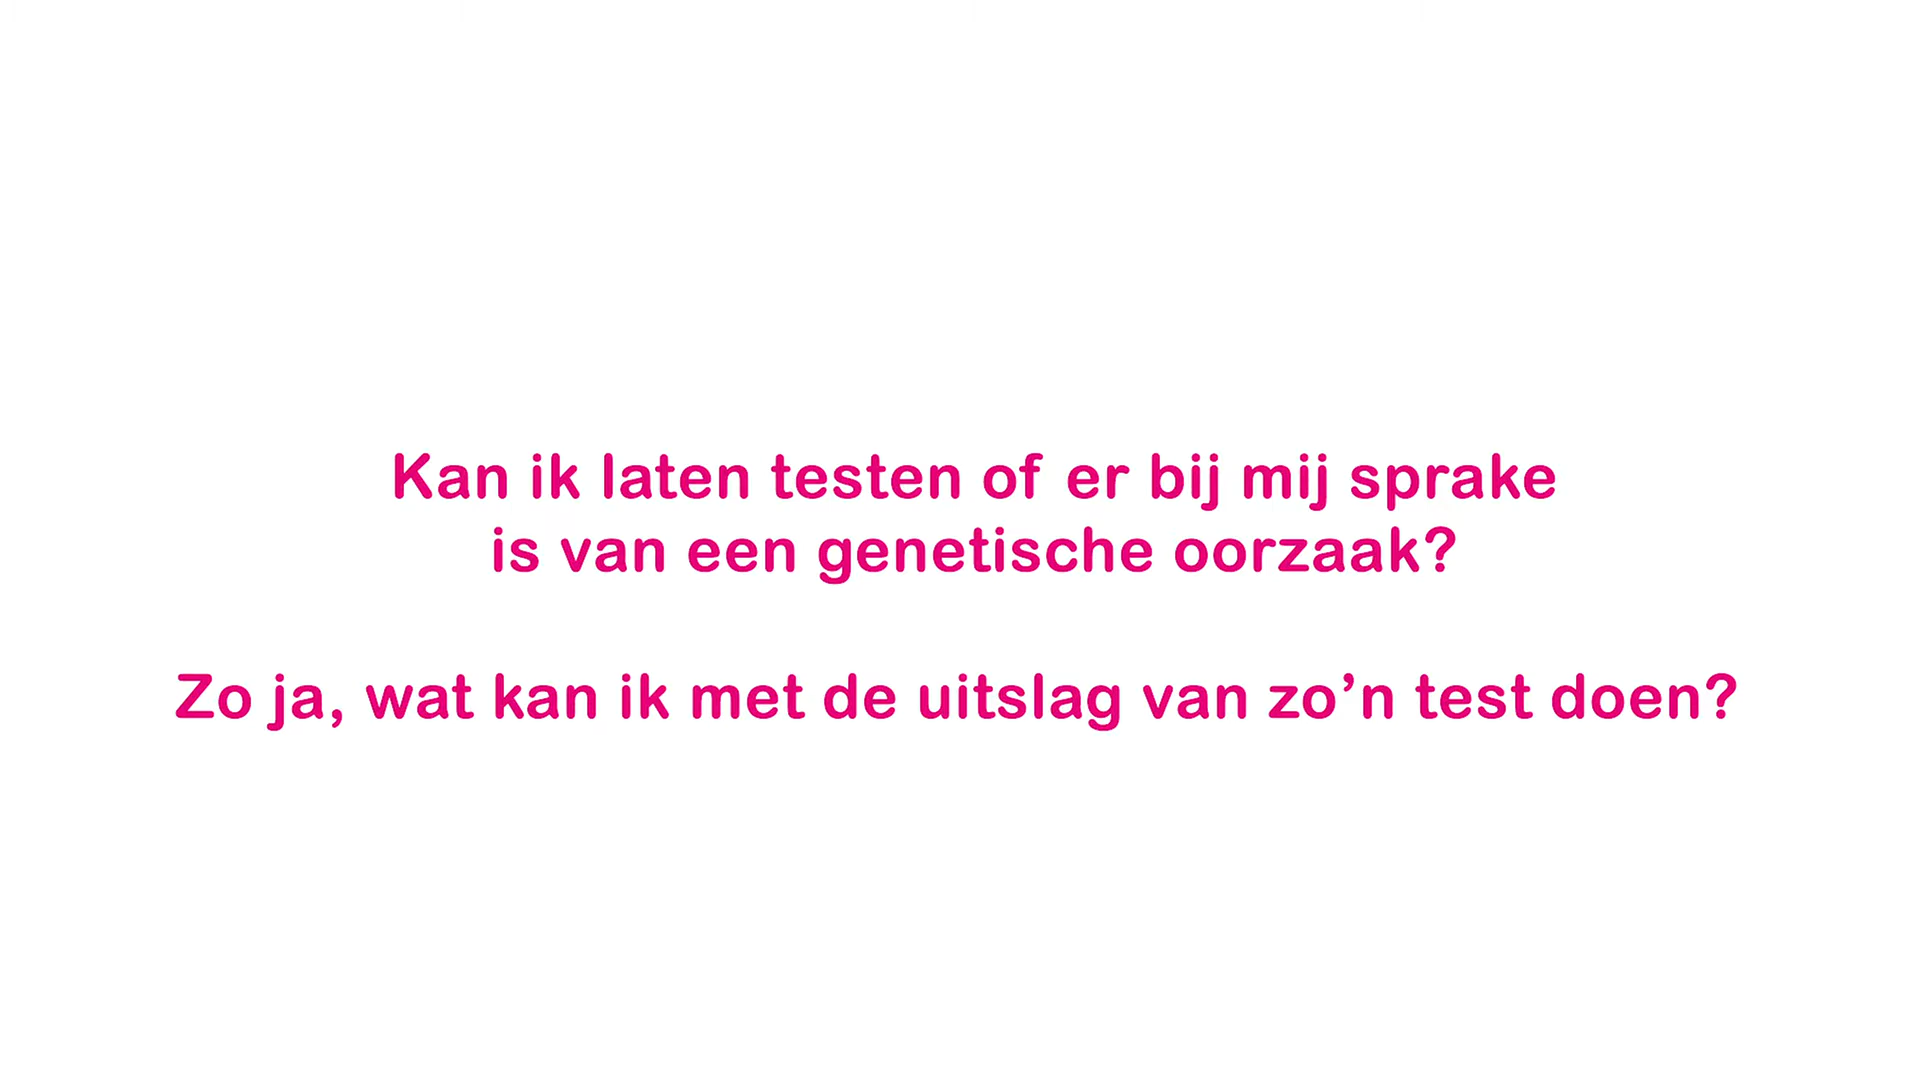 Kan ik laten testen of er bij mij sprake
is van een genetische oorzaak?
Zo ja, wat kan ik met de uitslag van zo’n test doen?